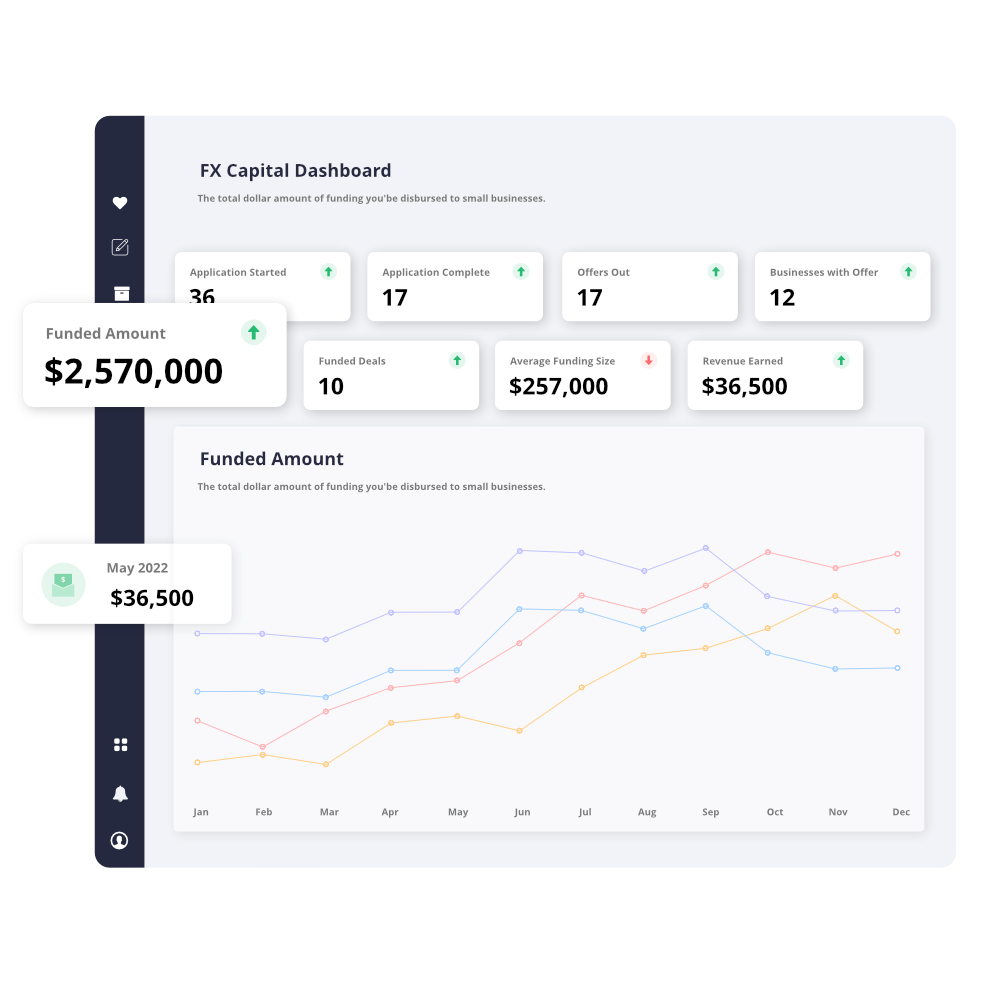 FX Capital Dashboard
The total dollar amount of funding you'be disbursed to small businesses.
Application Started
36
Application Complete
17
Offers Out
17
Businesses with Offer
12
Funded Amount
$2,570,000
Funded Deals
10
Average Funding Size
$257,000
Revenue Earned
$36,500
Funded Amount
The total dollar amount of funding you'be disbursed to small businesses.
$
May 2022
$36,500
Jan Feb Mar Apr May Jun Jul Aug Sep Oct Nov Dec